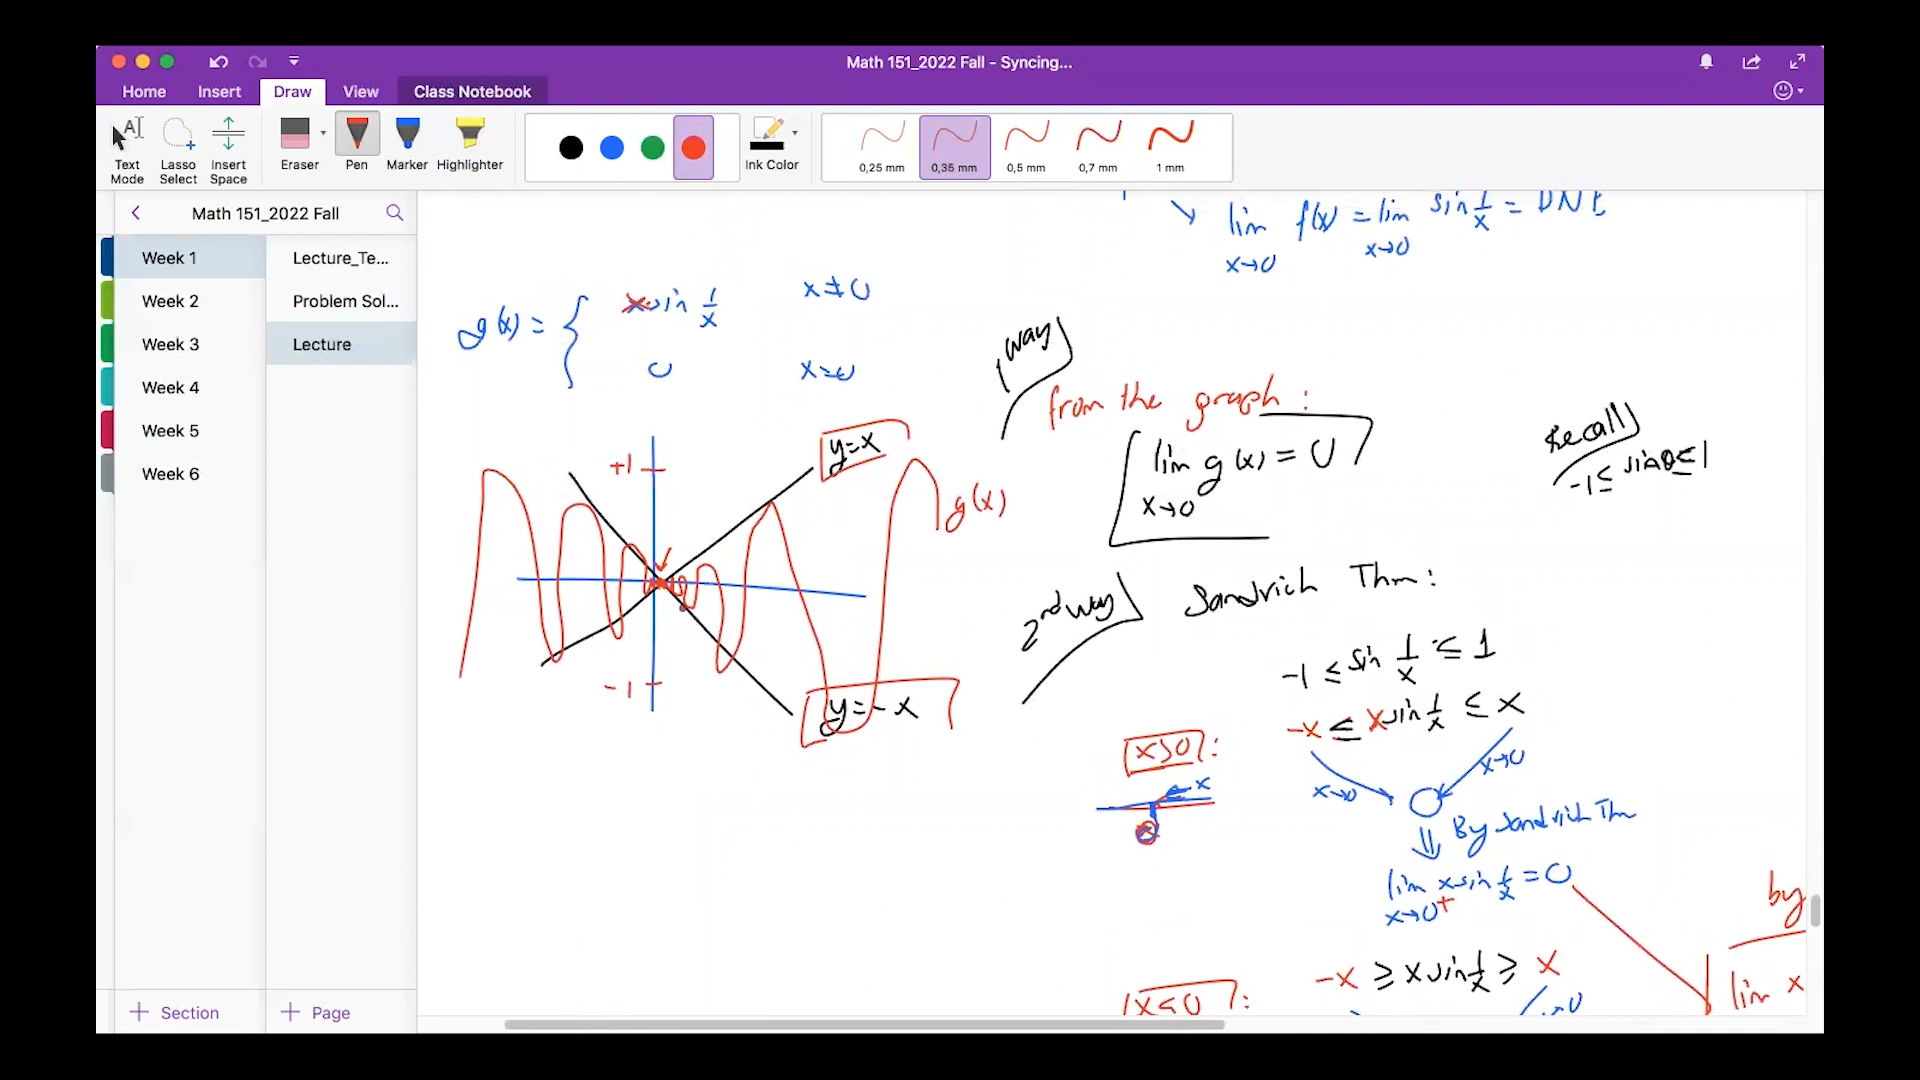 Math 151_2022 Fall - Syncing...
Home Insert Draw View Class Notebook
Text Mode
Lasso Select
Insert Space
Eraser
Pen
Marker
Highlighter
Ink Color
0,25 mm 0,35 mm 0,5 mm 0,7 mm 1 mm
Math 151_2022 Fall
Week 1
Week 2
Week 3
Week 4
Week 5
Week 6
Lecture_Te...
Problem Sol...
Lecture
+ Section
+ Page
lim f(x) = lim sin 1/x = DNE
x→0 x→0
g(x) = { x sin 1/x x≠0
0 x=0
+1
y=x
g(x)
-1
y=-x
1 way
from the graph:
lim g(x) = 0
x→0
Recall
-1 ≤ sinθ ≤ 1
2nd way
Sandwich Thm:
-1 ≤ sin 1/x ≤ 1
-x ≤ x sin 1/x ≤ x
x>0:
x
x→0 x→0
0
By Sandwich Thm
lim x sin 1/x = 0
x→0+
by
lim x
x<0:
-x ≥ x sin 1/x ≥ x